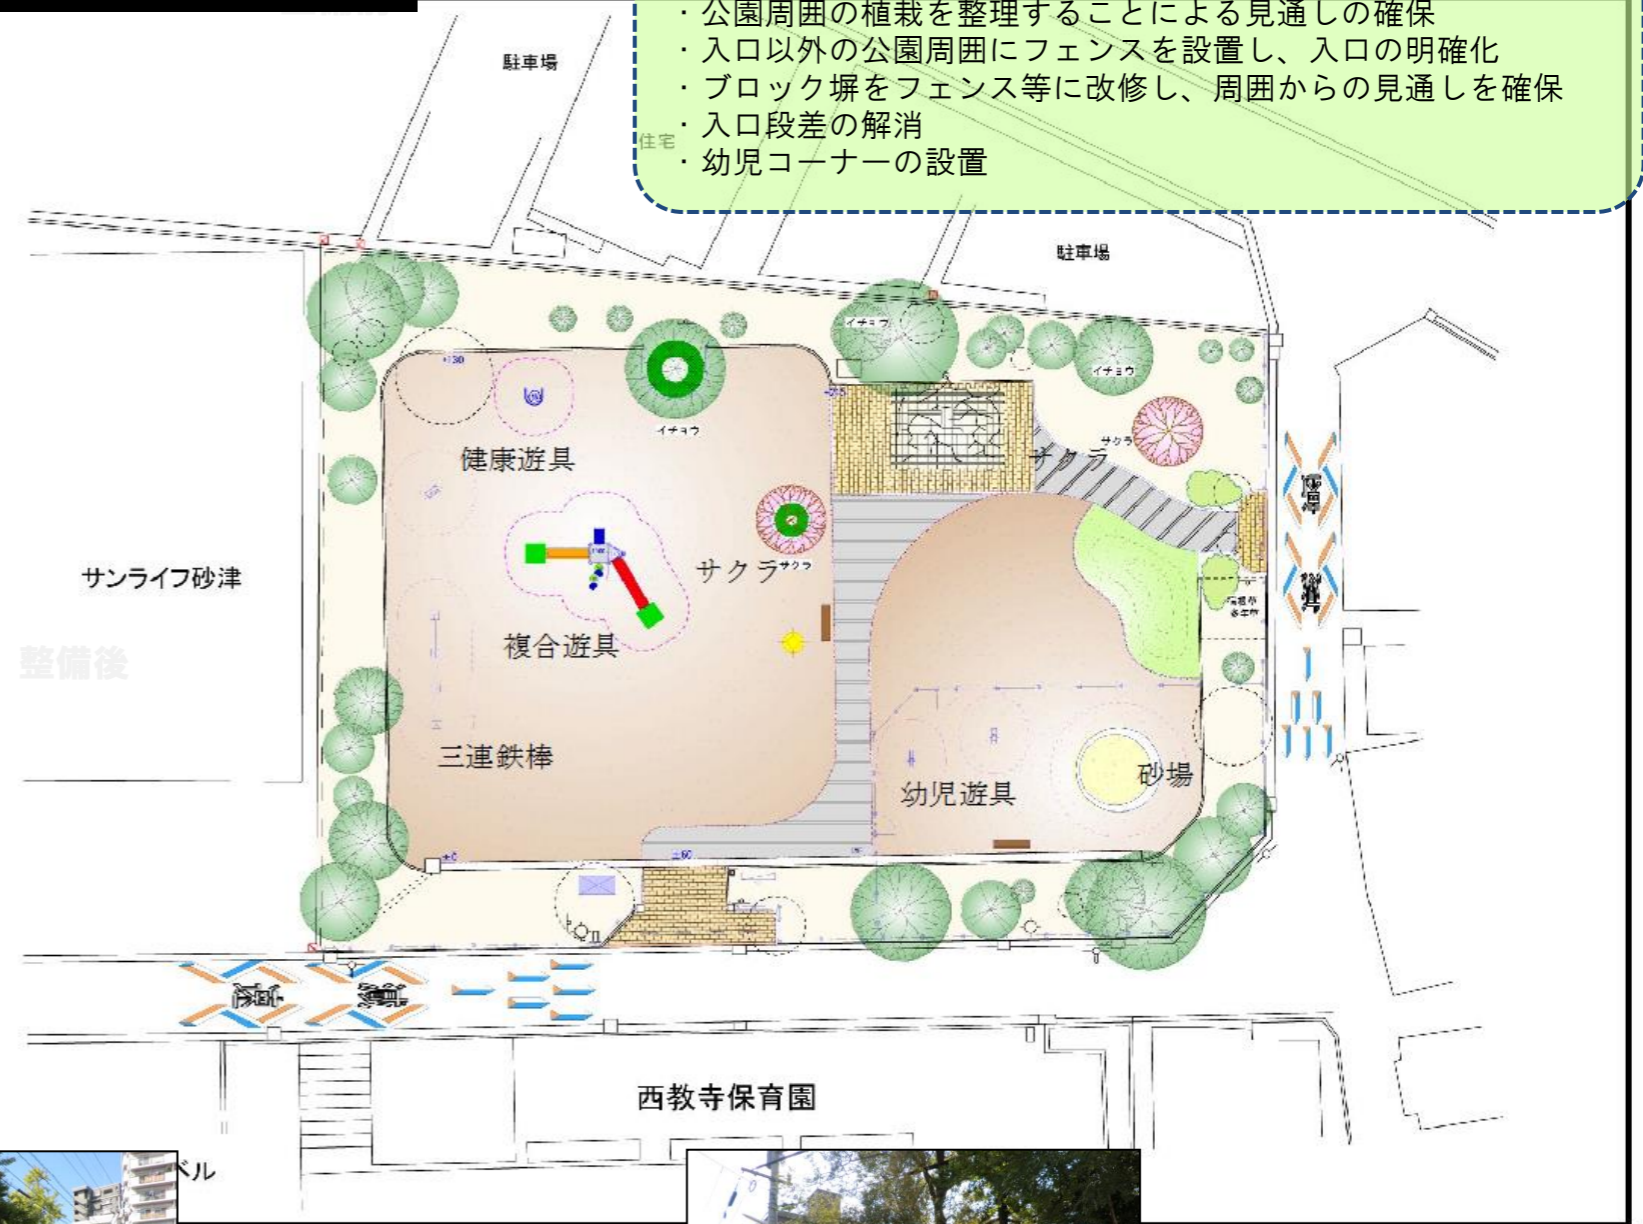 ・公園周囲の植栽を整理することによる見通しの確保
・入口以外の公園周囲にフェンスを設置し、入口の明確化
・ブロック塀をフェンス等に改修し、周囲からの見通しを確保
・入口段差の解消
・幼児コーナーの設置
駐車場
住宅
駐車場
イチョウ
イチョウ
イチョウ
サクラ
サクラ
健康遊具
サクラ
サクラ
複合遊具
サンライフ砂津
整備後
三連鉄棒
幼児遊具
砂場
±0
西教寺保育園
ベル